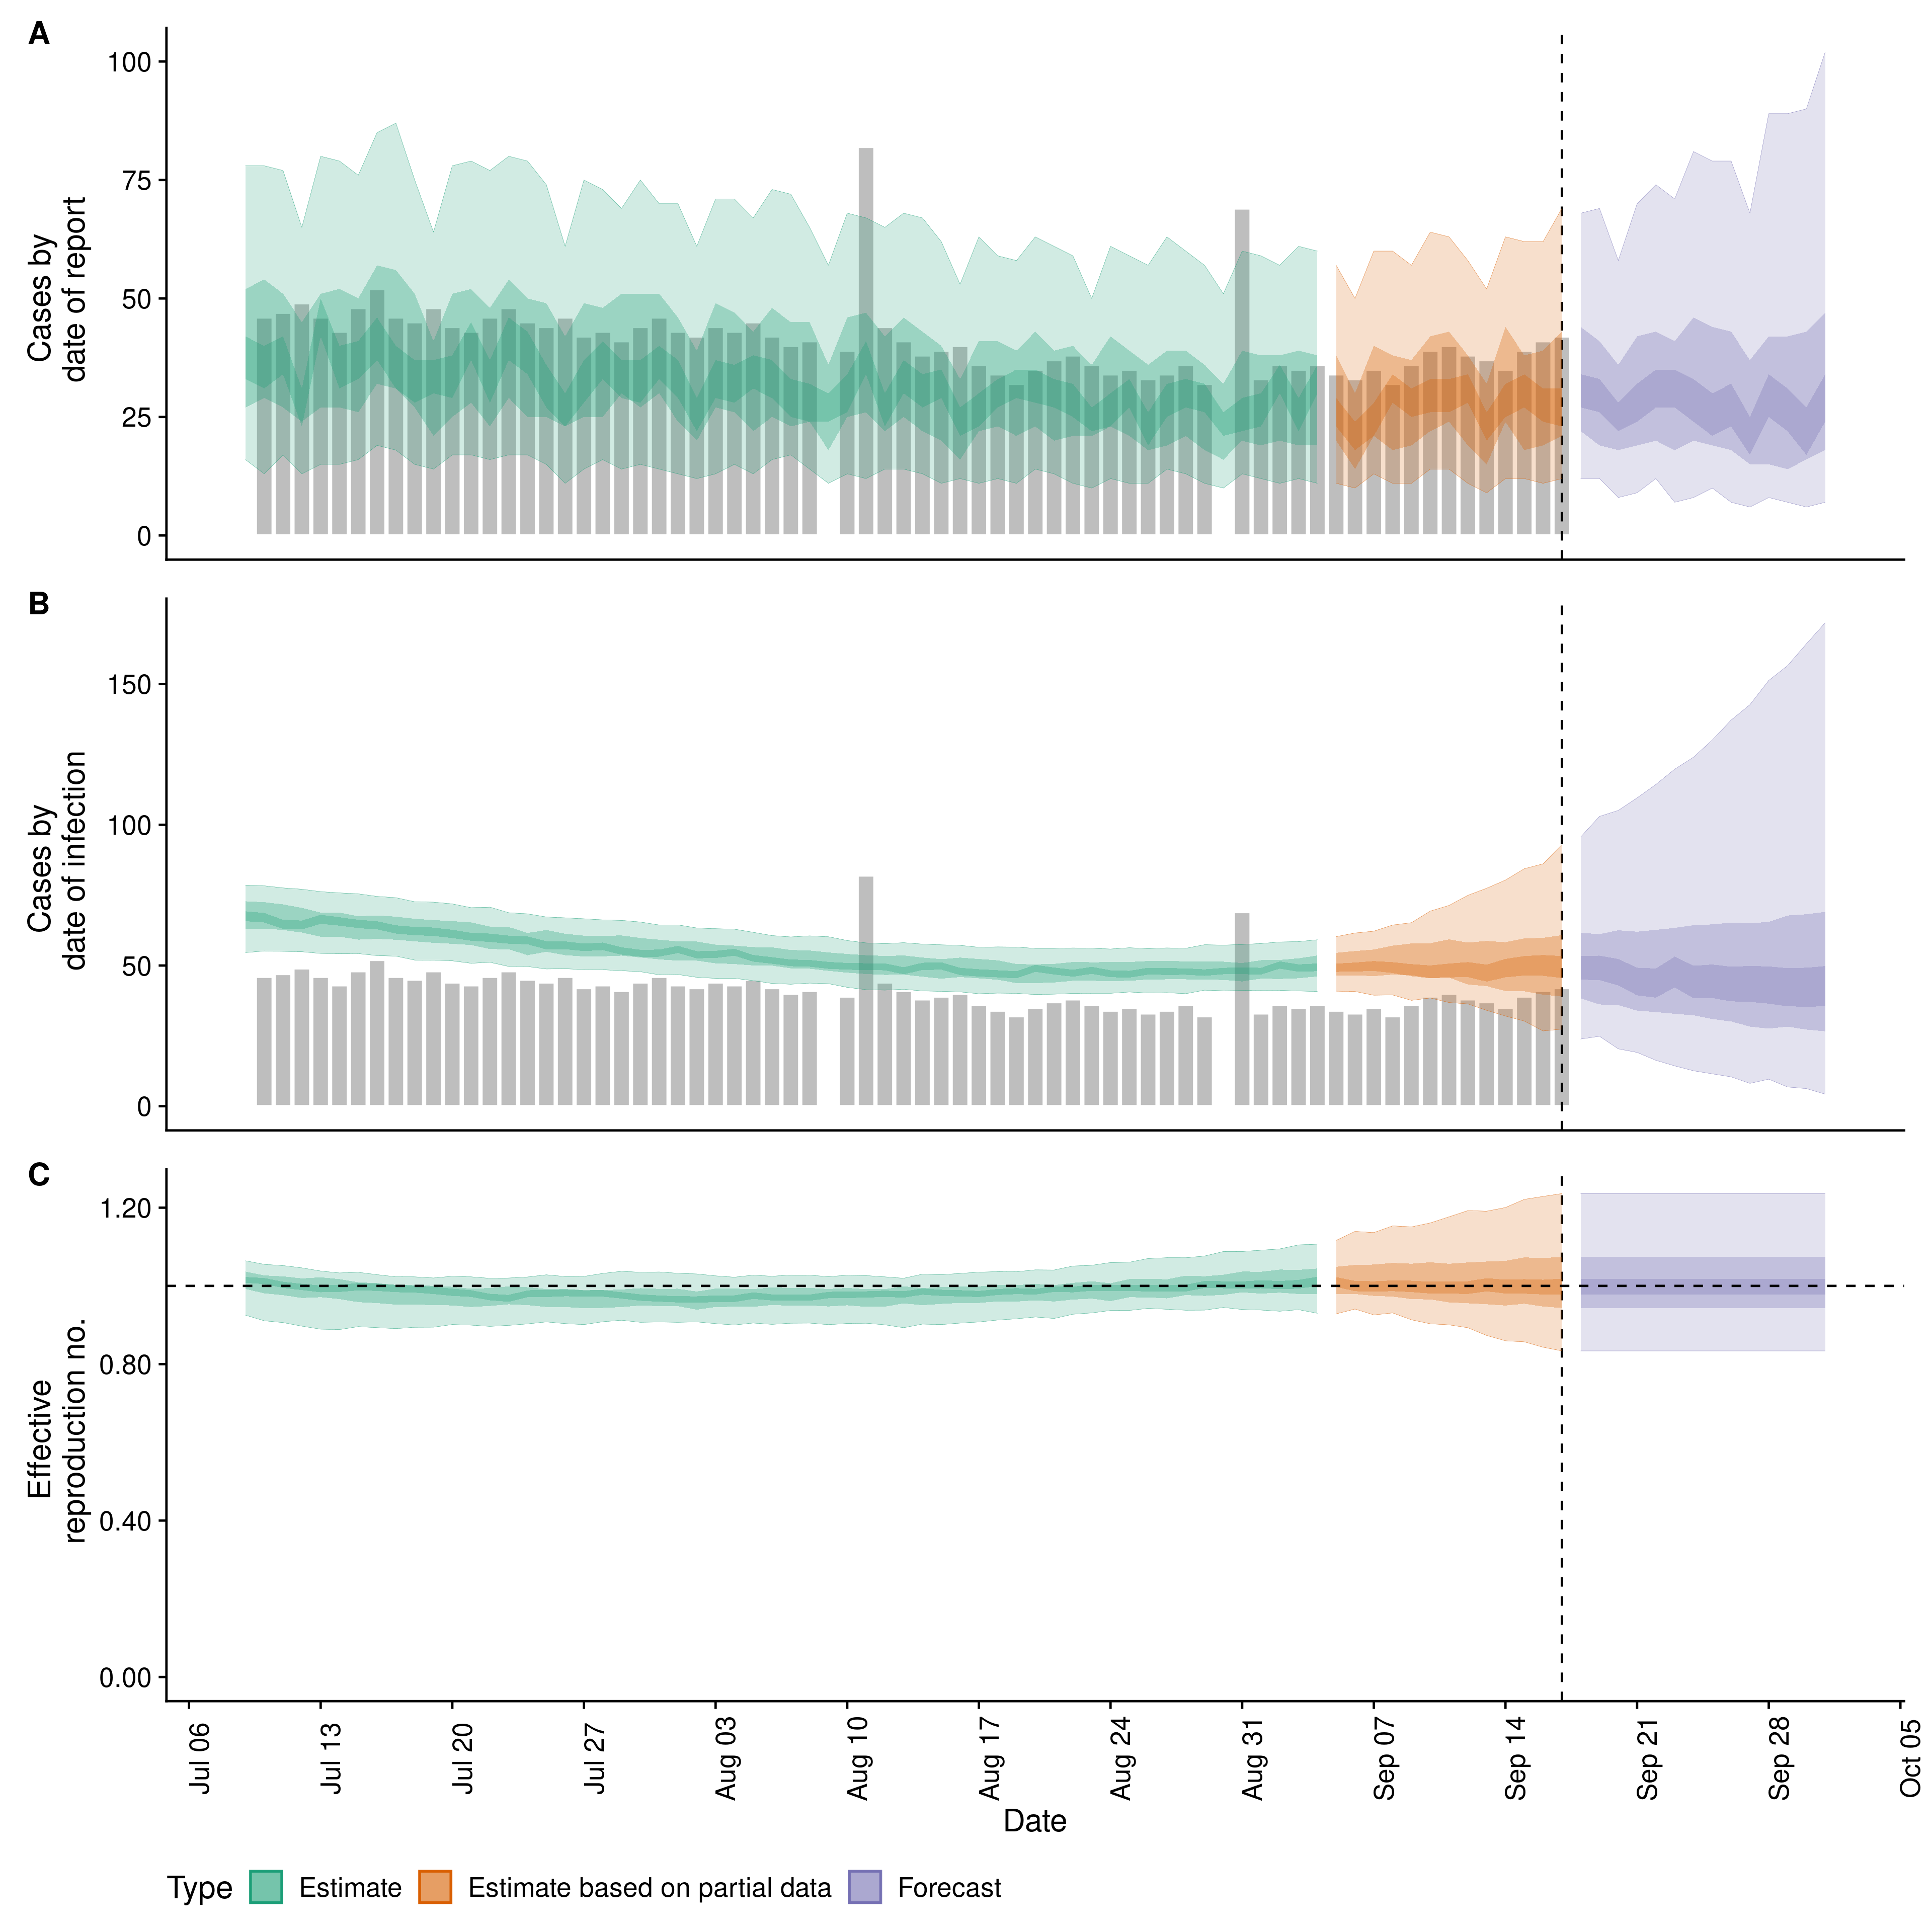 A
Cases by
date of report
100
75
50
25
0
B
Cases by
date of infection
150
100
50
0
C
Effective
reproduction no.
1.20
0.80
0.40
0.00
Jul 06
Jul 13
Jul 20
Jul 27
Aug 03
Aug 10
Aug 17
Aug 24
Aug 31
Sep 07
Sep 14
Sep 21
Sep 28
Oct 05
Date
Type Estimate Estimate based on partial data Forecast